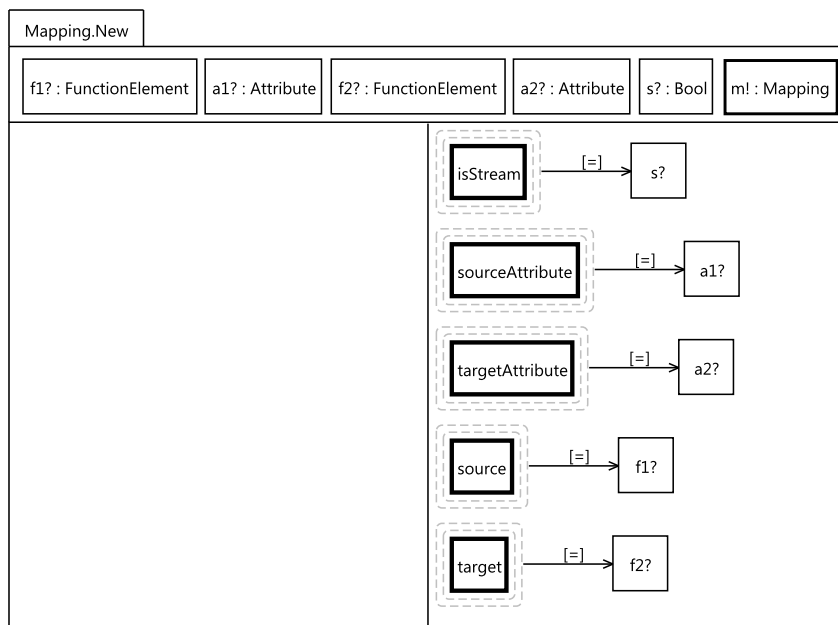 Mapping.New
f1? : FunctionElement a1? : Attribute f2? : FunctionElement a2? : Attribute s? : Bool m! : Mapping
isStream [=] s?
sourceAttribute [=] a1?
targetAttribute [=] a2?
source [=] f1?
target [=] f2?